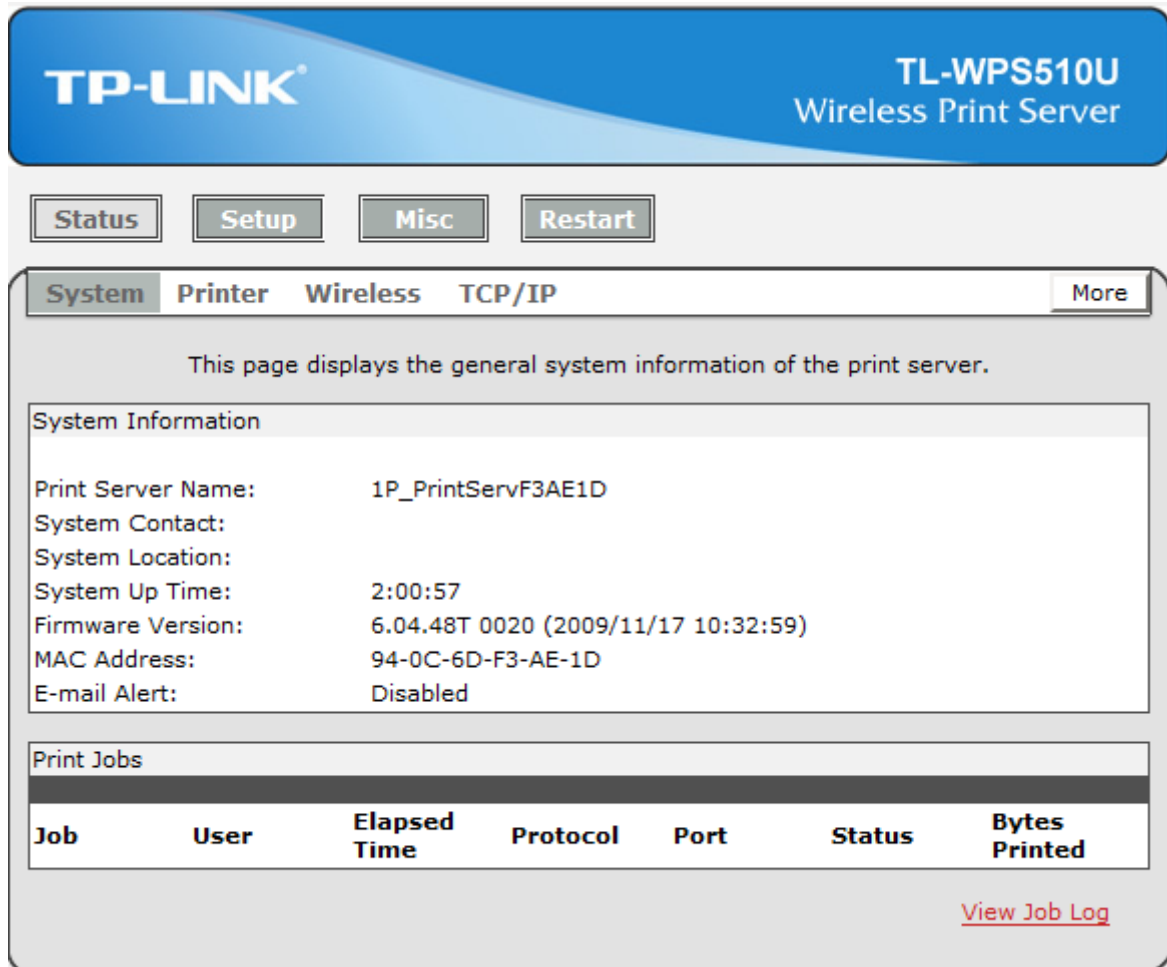 TP-LINK®
TL-WPS510U
Wireless Print Server
Status Setup Misc Restart
System Printer Wireless TCP/IP More
This page displays the general system information of the print server.
System Information
Print Server Name: 1P_PrintServF3AE1D
System Contact:
System Location:
System Up Time: 2:00:57
Firmware Version: 6.04.48T 0020 (2009/11/17 10:32:59)
MAC Address: 94-0C-6D-F3-AE-1D
E-mail Alert: Disabled
Print Jobs
Job User Elapsed Time Protocol Port Status Bytes Printed
View Job Log